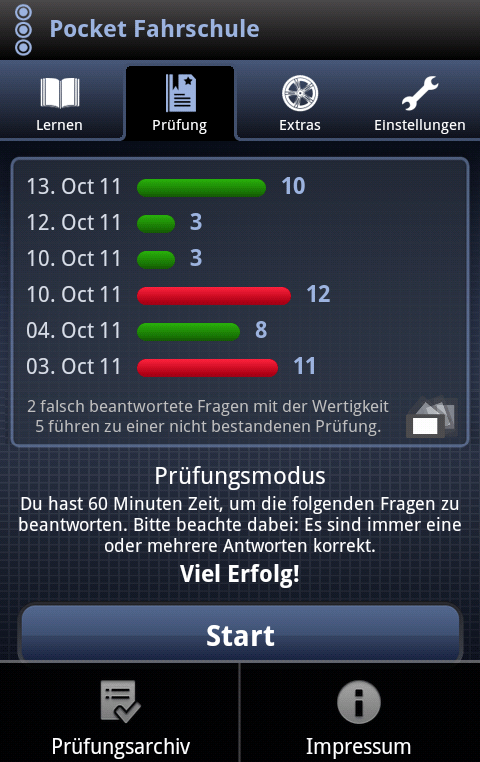 Pocket Fahrschule
Lernen
Prüfung
Extras
Einstellungen
13. Oct 11 10
12. Oct 11 3
10. Oct 11 3
10. Oct 11 12
04. Oct 11 8
03. Oct 11 11
2 falsch beantwortete Fragen mit der Wertigkeit
5 führen zu einer nicht bestandenen Prüfung.
Prüfungsmodus
Du hast 60 Minuten Zeit, um die folgenden Fragen zu
beantworten. Bitte beachte dabei: Es sind immer eine
oder mehrere Antworten korrekt.
Viel Erfolg!
Start
Prüfungsarchiv
Impressum